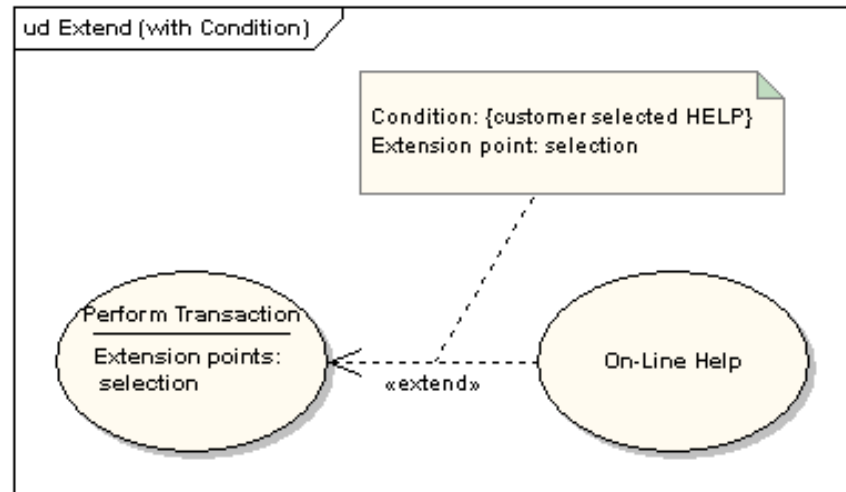 ud Extend (with Condition)
Condition: {customer selected HELP}
Extension point: selection
Perform Transaction
Extension points:
selection
«extend»
On-Line Help